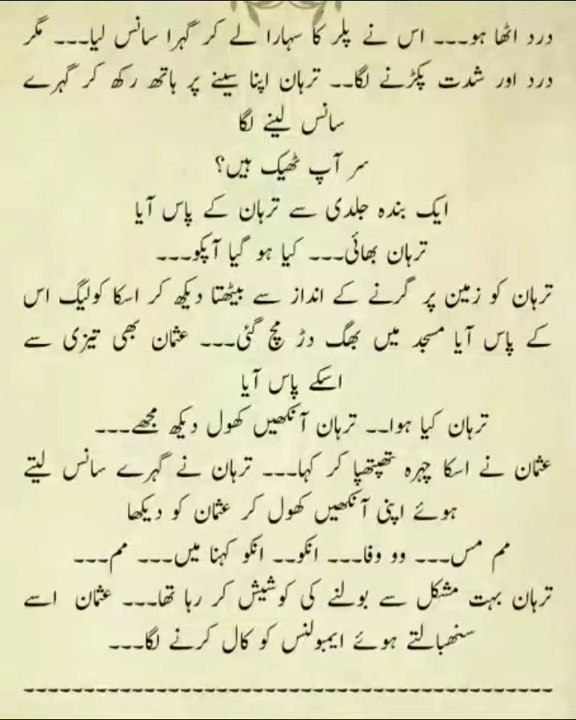 درد اٹھا ہو۔۔۔ اس نے پلر کا سہارا لے کر گہرا سانس لیا۔۔۔ مگر
درد اور شدت پکڑنے لگا۔۔ ترہان اپنا سینے پر ہاتھ رکھ کر گہرے
سانس لینے لگا
سر آپ ٹھیک ہیں؟
ایک بندہ جلدی سے ترہان کے پاس آیا
ترہان بھائی۔۔۔ کیا ہو گیا آپکو۔۔۔
ترہان کو زمین پر گرنے کے انداز سے بیٹھتا دیکھ کر اسکا کولیگ اس
کے پاس آیا مسجد میں بھگ دڑ مچ گئی۔۔۔ عثمان بھی تیزی سے
اسکے پاس آیا
ترہان کیا ہوا۔۔ ترہان آنکھیں کھول دیکھ مجھے۔۔۔
عثمان نے اسکا چہرہ تھپتھپا کر کہا۔۔۔ ترہان نے گہرے سانس لیتے
ہوئے اپنی آنکھیں کھول کر عثمان کو دیکھا
مم مس۔۔۔ وو وفا۔۔۔ انکو۔۔ انکو کہنا میں۔۔۔ مم۔۔۔
ترہان بہت مشکل سے بولنے کی کوشیش کر رہا تھا۔۔۔ عثمان اسے
سنھبالتے ہوئے ایمبولنس کو کال کرنے لگا۔۔۔
۔۔۔۔۔۔۔۔۔۔۔۔۔۔۔۔۔۔۔۔۔۔۔۔۔۔۔۔۔۔۔۔۔۔۔۔۔۔۔۔۔